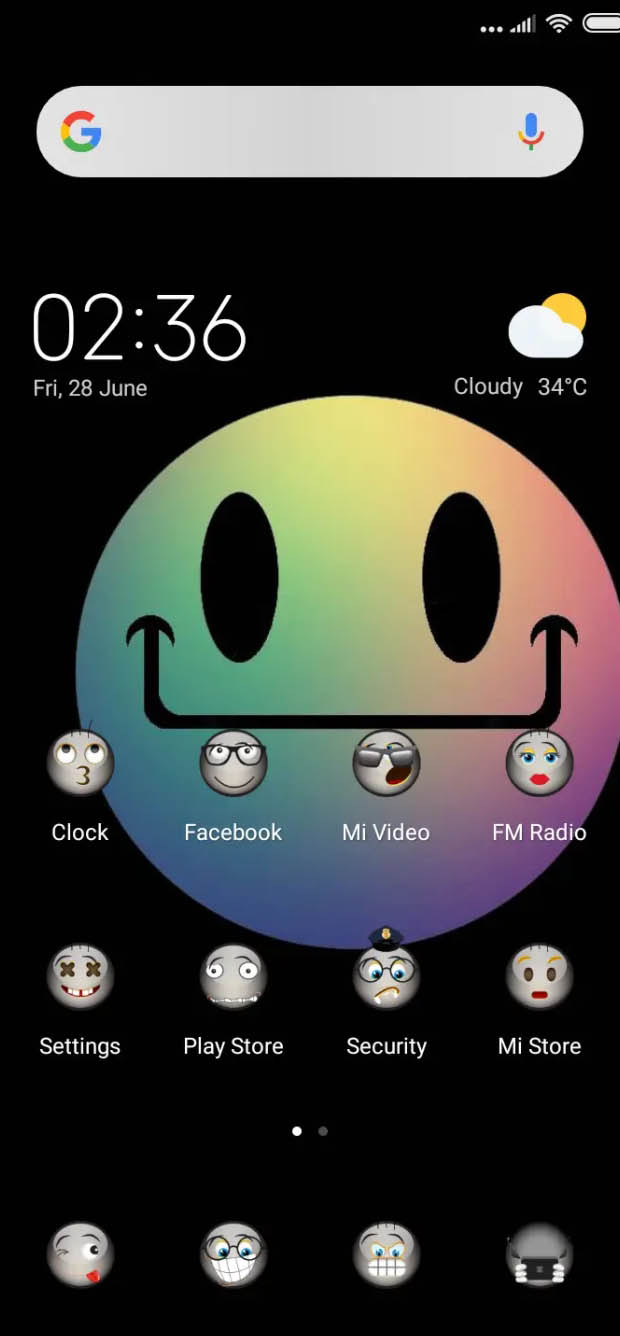 02:36
Fri, 28 June
Cloudy 34°C
Clock
Facebook
Mi Video
FM Radio
Settings
Play Store
Security
Mi Store